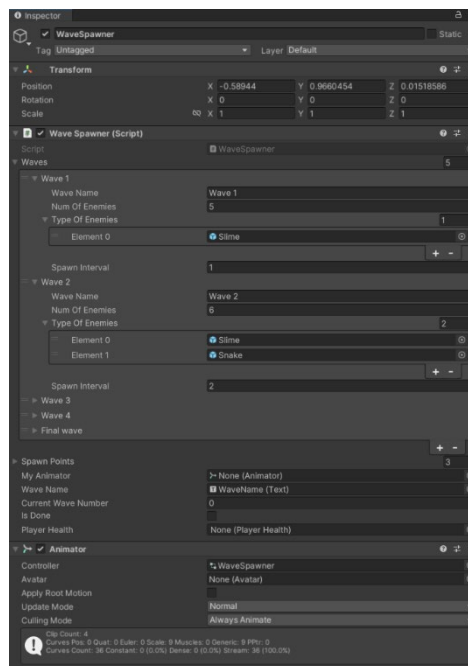 Inspector
WaveSpawner Static
Tag Untagged Layer Default
Transform
Position X -0.58944 Y 0.9660454 Z 0.01518586
Rotation X 0 Y 0 Z 0
Scale X 1 Y 1 Z 1
Wave Spawner (Script)
Script WaveSpawner
Waves 5
Wave 1
Wave Name Wave 1
Num Of Enemies 5
Type Of Enemies 1
Element 0 Slime
+ -
Spawn Interval 1
Wave 2
Wave Name Wave 2
Num Of Enemies 6
Type Of Enemies 2
Element 0 Slime
Element 1 Snake
+ -
Spawn Interval 2
Wave 3
Wave 4
Final wave
+ -
Spawn Points 3
My Animator None (Animator)
Wave Name WaveName (Text)
Current Wave Number 0
Is Done
Player Health None (Player Health)
Animator
Controller WaveSpawner
Avatar None (Avatar)
Apply Root Motion
Update Mode Normal
Culling Mode Always Animate
Clip Count: 4
Curves Pos: 0 Quat: 0 Euler: 0 Scale: 9 Muscles: 0 Generic: 9 PPtr: 0
Curves Count: 36 Constant: 0 (0.0%) Dense: 0 (0.0%) Stream: 36 (100.0%)